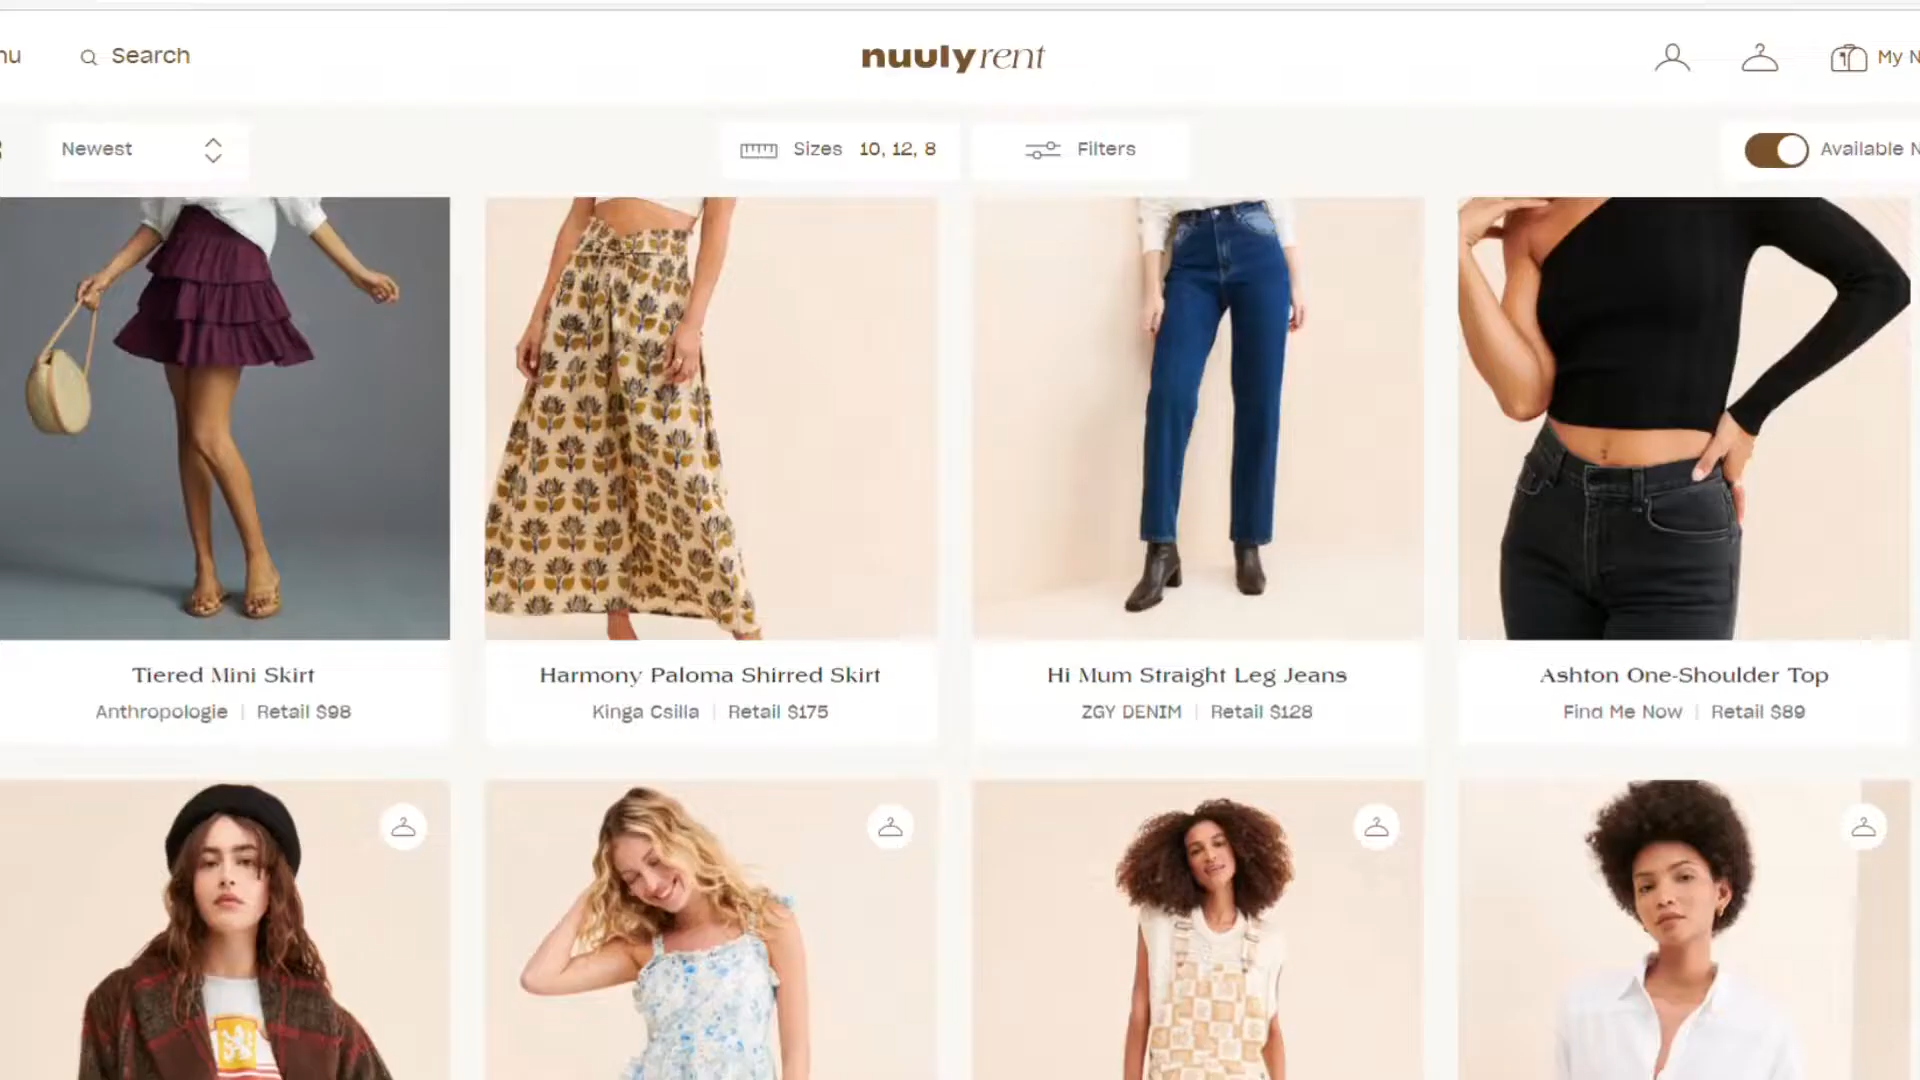 nu Search nuuly rent My N
Newest Sizes 10, 12, 8 Filters Available N
Tiered Mini Skirt
Anthropologie | Retail $98
Harmony Paloma Shirred Skirt
Kinga Csilla | Retail $175
Hi Mum Straight Leg Jeans
ZGY DENIM | Retail $128
Ashton One-Shoulder Top
Find Me Now | Retail $89